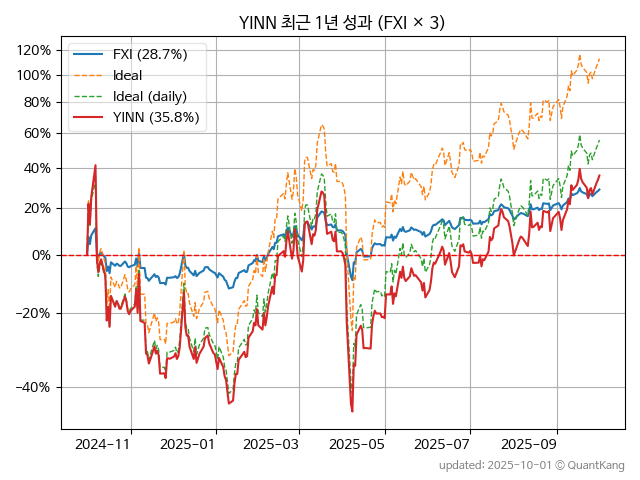 YINN 최근 1년 성과 (FXI × 3)
FXI (28.7%)
Ideal
Ideal (daily)
YINN (35.8%)
120%
100%
80%
60%
40%
20%
0%
−20%
−40%
2024-11
2025-01
2025-03
2025-05
2025-07
2025-09
updated: 2025-10-01 © QuantKang